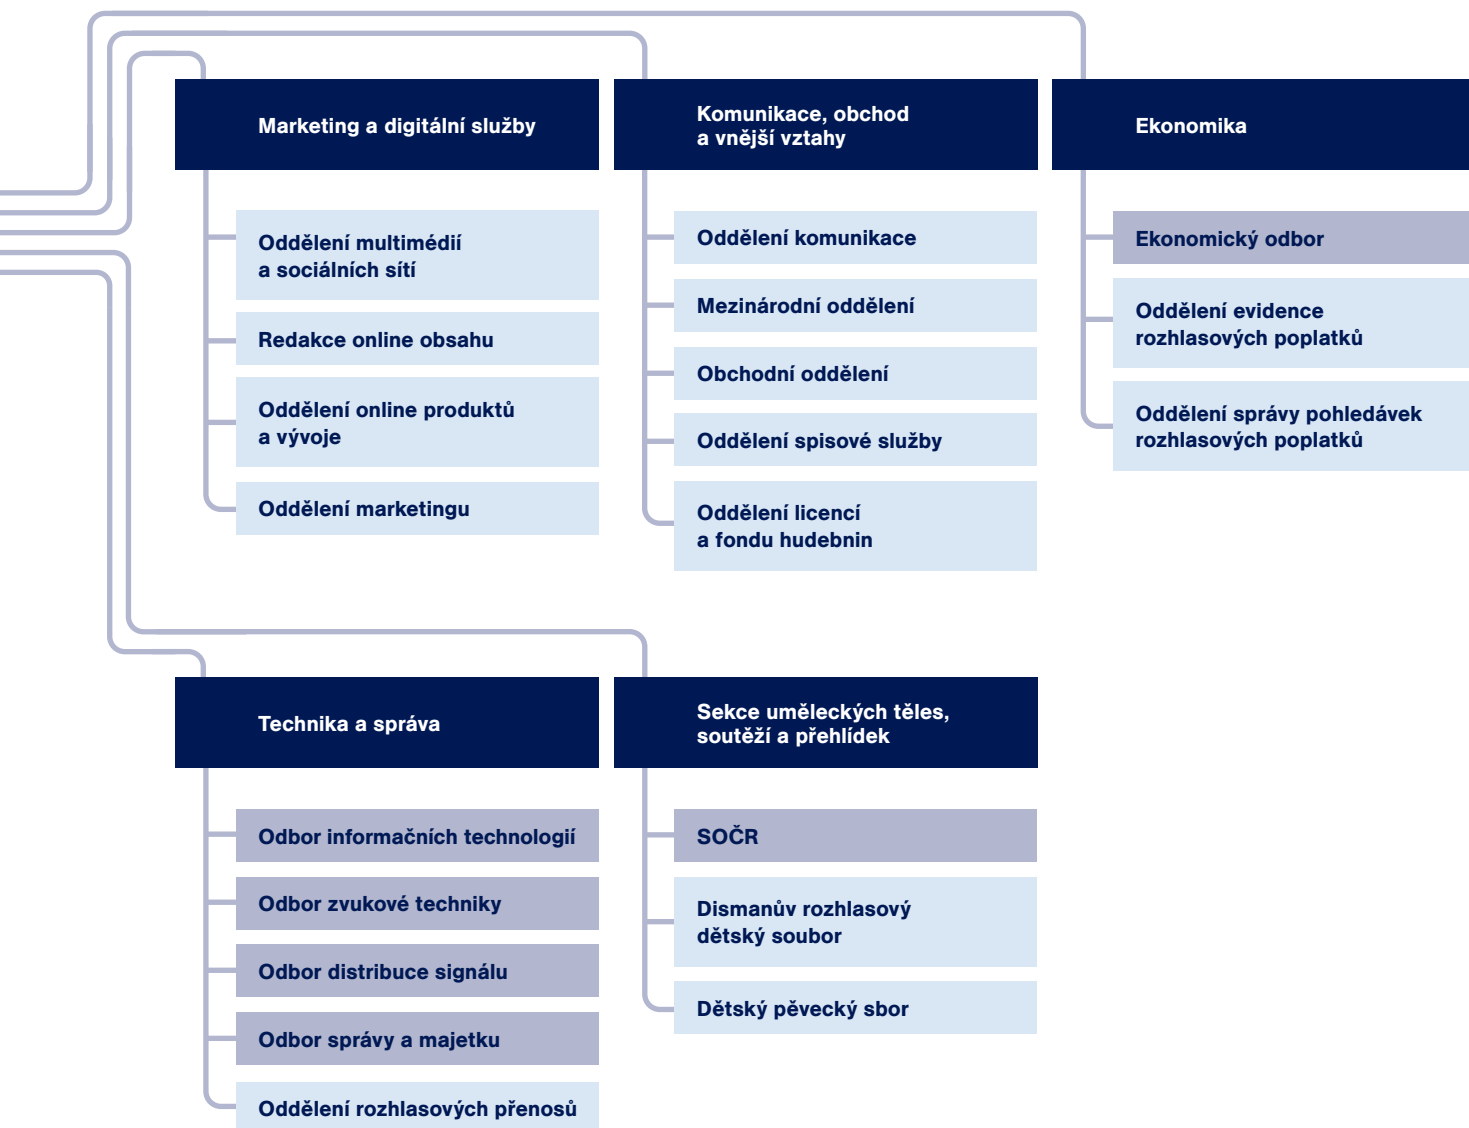 Marketing a digitální služby
Oddělení multimédií
a sociálních sítí
Redakce online obsahu
Oddělení online produktů
a vývoje
Oddělení marketingu
Komunikace, obchod
a vnější vztahy
Oddělení komunikace
Mezinárodní oddělení
Obchodní oddělení
Oddělení spisové služby
Oddělení licencí
a fondu hudebnin
Ekonomika
Ekonomický odbor
Oddělení evidence
rozhlasových poplatků
Oddělení správy pohledávek
rozhlasových poplatků
Technika a správa
Odbor informačních technologií
Odbor zvukové techniky
Odbor distribuce signálu
Odbor správy a majetku
Oddělení rozhlasových přenosů
Sekce uměleckých těles,
soutěží a přehlídek
SOČR
Dismanův rozhlasový
dětský soubor
Dětský pěvecký sbor